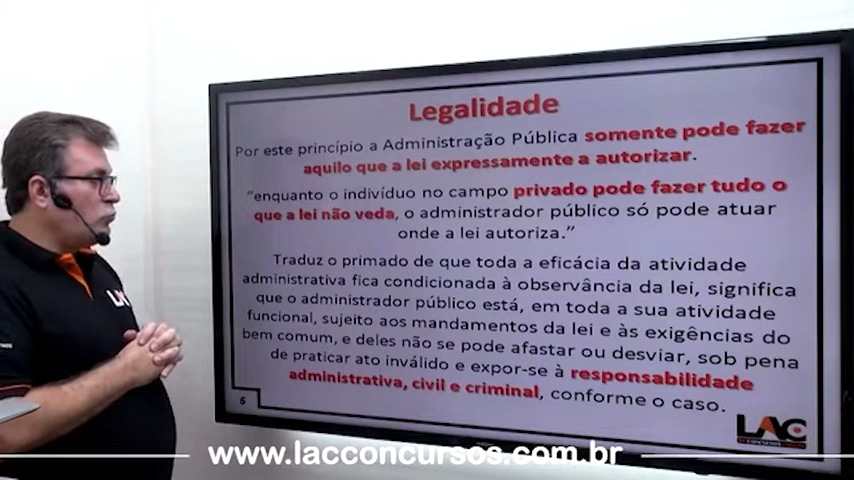 Legalidade
Por este princípio a Administração Pública somente pode fazer
aquilo que a lei expressamente a autorizar.
"enquanto o indivíduo no campo privado pode fazer tudo o
que a lei não veda, o administrador público só pode atuar
onde a lei autoriza."
Traduz o primado de que toda a eficácia da atividade
administrativa fica condicionada à observância da lei, significa
que o administrador público está, em toda a sua atividade
funcional, sujeito aos mandamentos da lei e às exigências do
bem comum, e deles não se pode afastar ou desviar, sob pena
de praticar ato inválido e expor-se à responsabilidade
administrativa, civil e criminal, conforme o caso.
6
LAC
LAC
www.lacconcursos.com.br